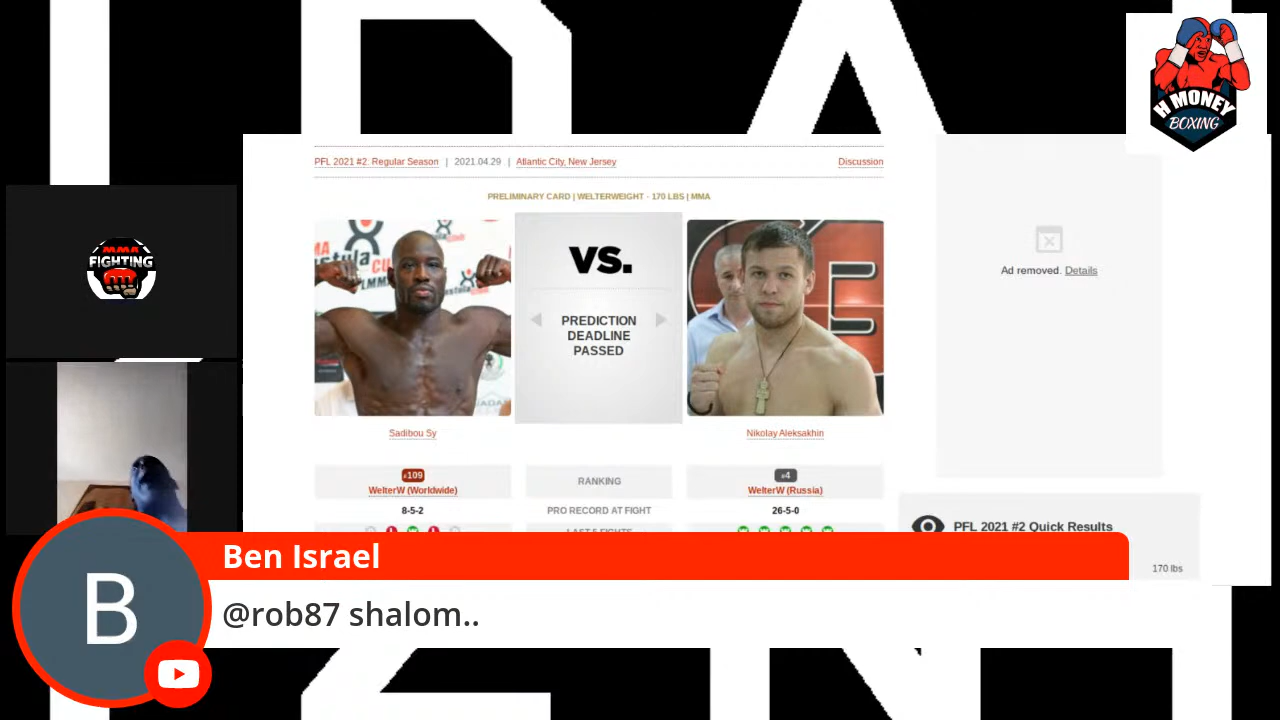 H MONEY
BOXING
PFL 2021 #2: Regular Season | 2021.04.29 | Atlantic City, New Jersey
Discussion
PRELIMINARY CARD | WELTERWEIGHT · 170 LBS | MMA
MMA
FIGHTING
VS.
PREDICTION
DEADLINE
PASSED
Ad removed. Details
Sadibou Sy
Nikolay Aleksakhin
#109
WelterW (Worldwide)
RANKING
#4
WelterW (Russia)
8-5-2
PRO RECORD AT FIGHT
26-5-0
LAST 5 FIGHTS
PFL 2021 #2 Quick Results
170 lbs
B
Ben Israel
@rob87 shalom..